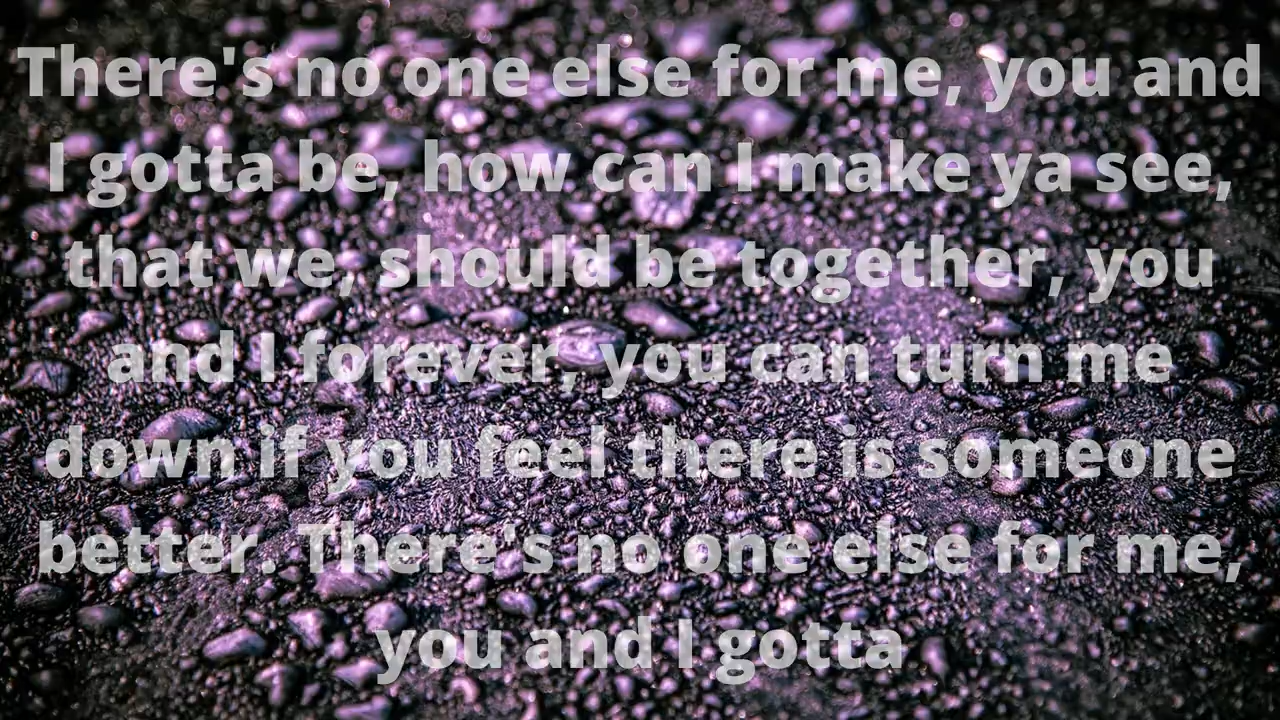 There's no one else for me, you and
I gotta be, how can I make ya see,
that we, should be together, you
and I forever, you can turn me
down if you feel there is someone
better. There's no one else for me,
you and I gotta